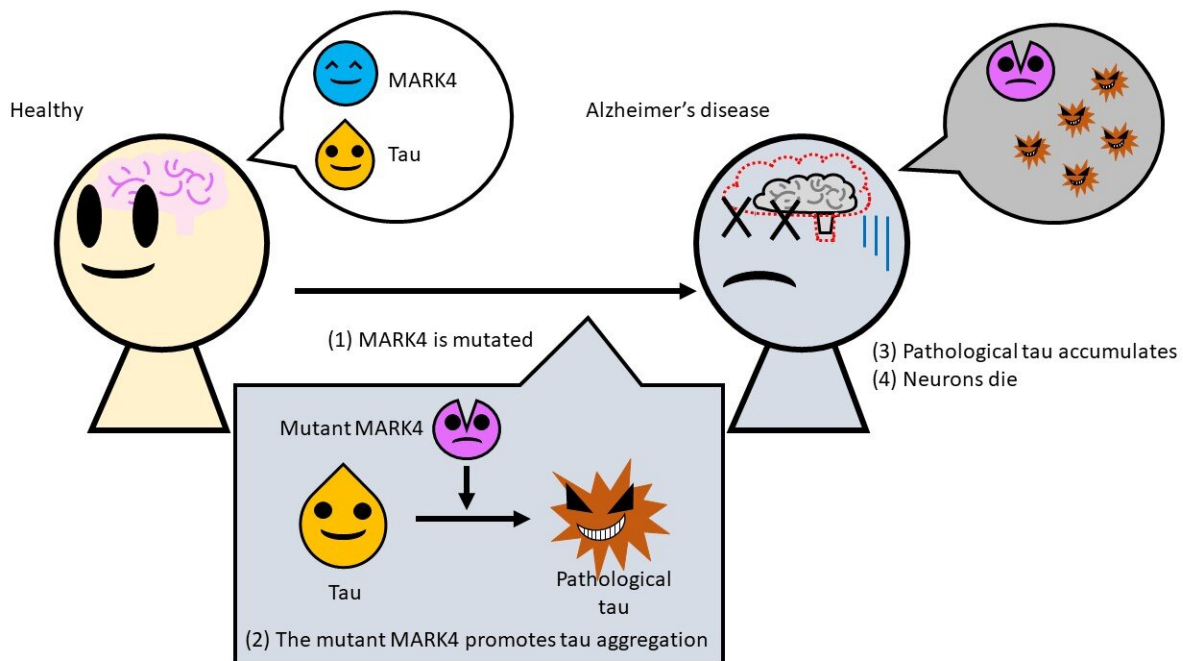 Healthy
MARK4
Tau
Alzheimer’s disease
(1) MARK4 is mutated
Mutant MARK4
Tau
Pathological
tau
(2) The mutant MARK4 promotes tau aggregation
(3) Pathological tau accumulates
(4) Neurons die